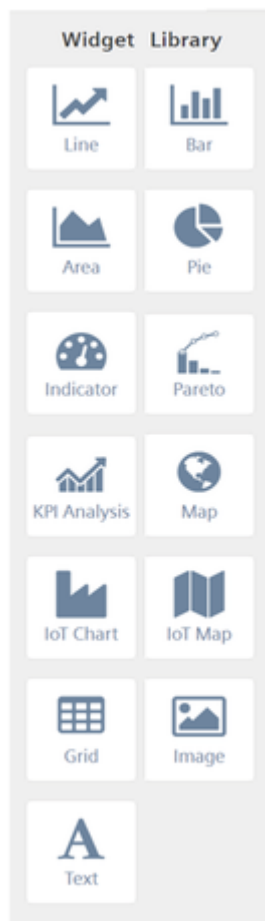 Widget Library
Line Bar
Area Pie
Indicator Pareto
KPI Analysis Map
IoT Chart IoT Map
Grid Image
A
Text